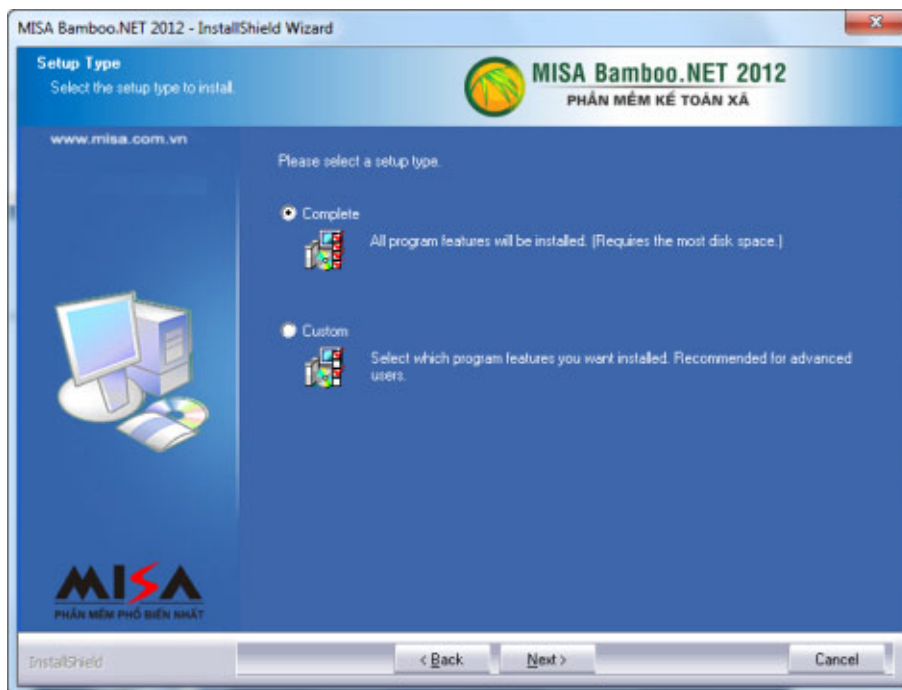 MISA Bamboo.NET 2012 - InstallShield Wizard
Setup Type
Select the setup type to install.
MISA Bamboo.NET 2012
PHẦN MỀM KẾ TOÁN XÃ
www.misa.com.vn
Please select a setup type.
Complete
All program features will be installed. (Requires the most disk space.)
Custom
Select which program features you want installed. Recommended for advanced
users.
MISA
PHẦN MỀM PHỔ BIẾN NHẤT
InstallShield
< Back
Next >
Cancel